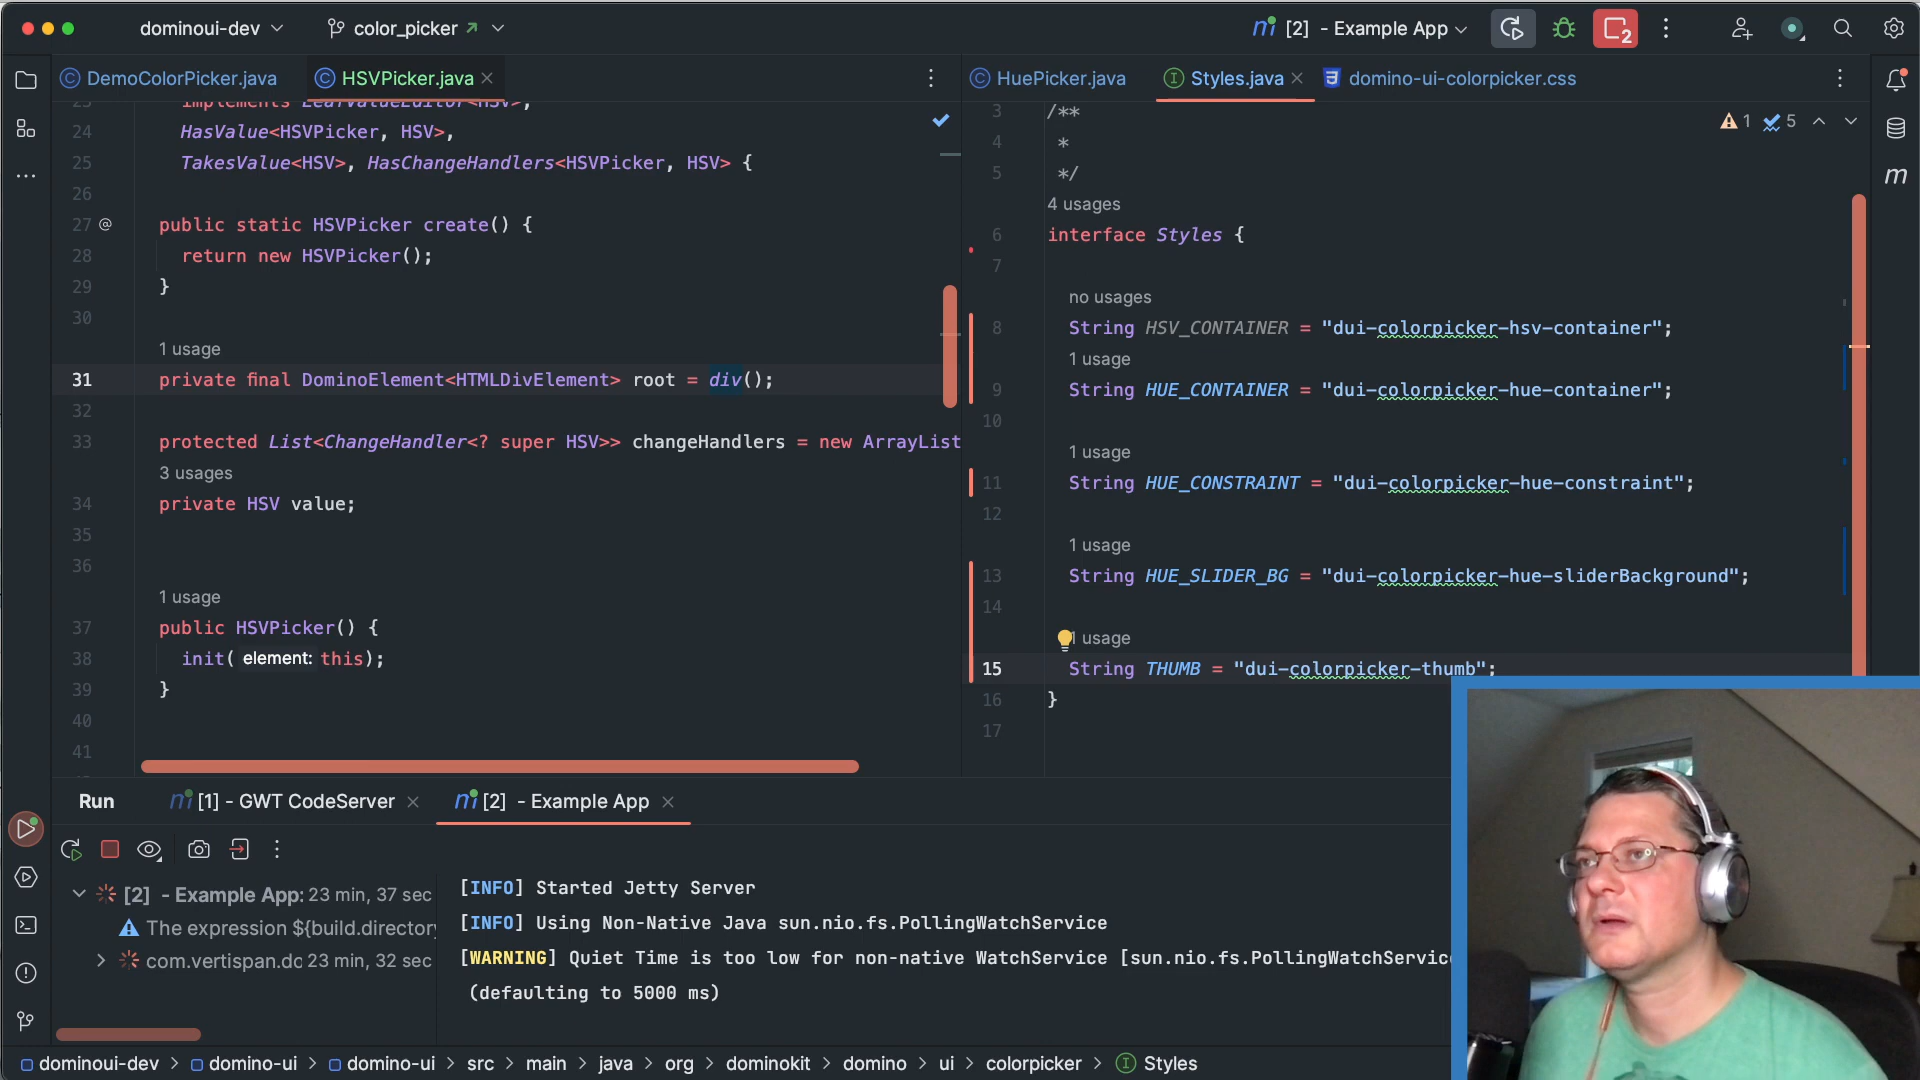 dominoui-dev
color_picker
[2]  - Example App
2
DemoColorPicker.java
HSVPicker.java
HuePicker.java
Styles.java
domino-ui-colorpicker.css
23 implements LeafValueEditor<HSV>,
24 HasValue<HSVPicker, HSV>,
25 TakesValue<HSV>, HasChangeHandlers<HSVPicker, HSV> {
26
27 @ public static HSVPicker create() {
28 return new HSVPicker();
29 }
30
1 usage
31 private final DominoElement<HTMLDivElement> root = div();
32
33 protected List<ChangeHandler<? super HSV>> changeHandlers = new ArrayList
3 usages
34 private HSV value;
35
36
1 usage
37 public HSVPicker() {
38 init( element: this);
39 }
40
41
3 /**
1 5
4 *
5 */
4 usages
6 interface Styles {
7
no usages
8 String HSV_CONTAINER = "dui-colorpicker-hsv-container";
1 usage
9 String HUE_CONTAINER = "dui-colorpicker-hue-container";
10
1 usage
11 String HUE_CONSTRAINT = "dui-colorpicker-hue-constraint";
12
1 usage
13 String HUE_SLIDER_BG = "dui-colorpicker-hue-sliderBackground";
14
1 usage
15 String THUMB = "dui-colorpicker-thumb";
16 }
17
Run
[1] - GWT CodeServer
[2]  - Example App
[2]  - Example App: 23 min, 37 sec
The expression ${build.directory
com.vertispan.do 23 min, 32 sec
[INFO] Started Jetty Server
[INFO] Using Non-Native Java sun.nio.fs.PollingWatchService
[WARNING] Quiet Time is too low for non-native WatchService [sun.nio.fs.PollingWatchService
(defaulting to 5000 ms)
dominoui-dev > domino-ui > domino-ui > src > main > java > org > dominokit > domino > ui > colorpicker > Styles